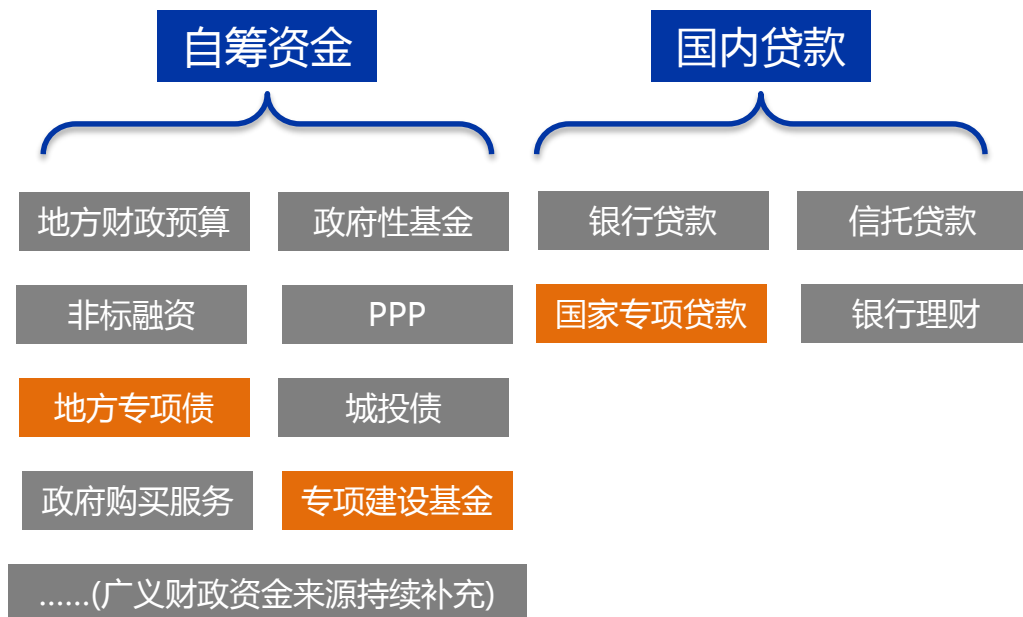 自筹资金
国内贷款
地方财政预算
政府性基金
银行贷款
信托贷款
非标融资
PPP
国家专项贷款
银行理财
地方专项债
城投债
政府购买服务
专项建设基金
......(广义财政资金来源持续补充)